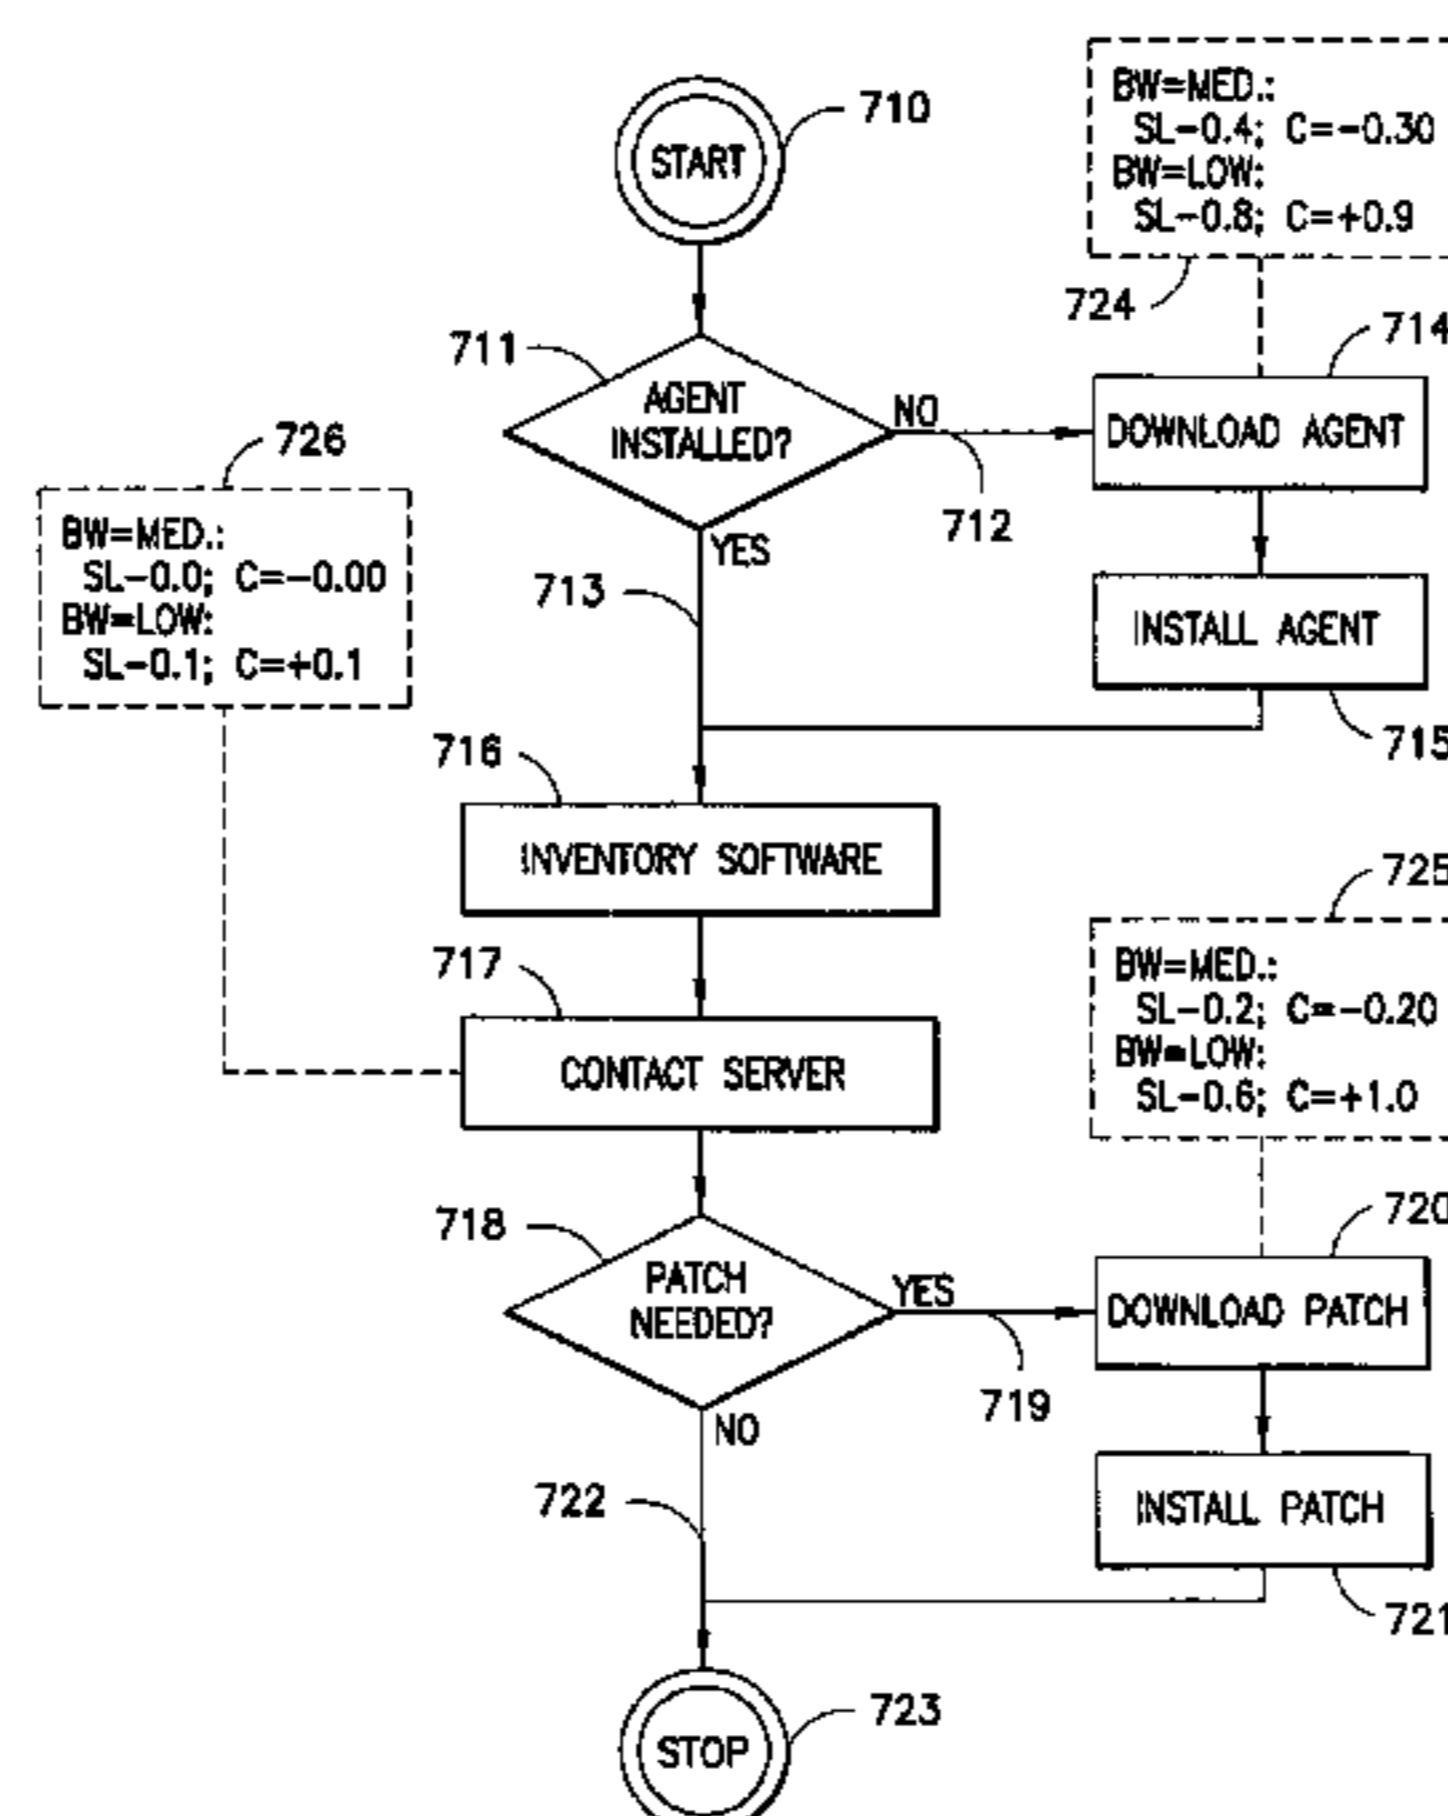 BW=MED.:
SL-0.4; C=-0.30
BW=LOW:
SL-0.8; C=+0.9
710
START
724
714
711
AGENT
INSTALLED?
NO
DOWNLOAD AGENT
726
712
BW=MED.:
SL-0.0; C=-0.00
BW=LOW:
SL-0.1; C=+0.1
YES
713
INSTALL AGENT
715
716
INVENTORY SOFTWARE
725
717
BW=MED.:
SL-0.2; C=-0.20
BW=LOW:
SL-0.6; C=+1.0
CONTACT SERVER
720
718
PATCH
NEEDED?
YES
DOWNLOAD PATCH
719
NO
722
INSTALL PATCH
721
723
STOP